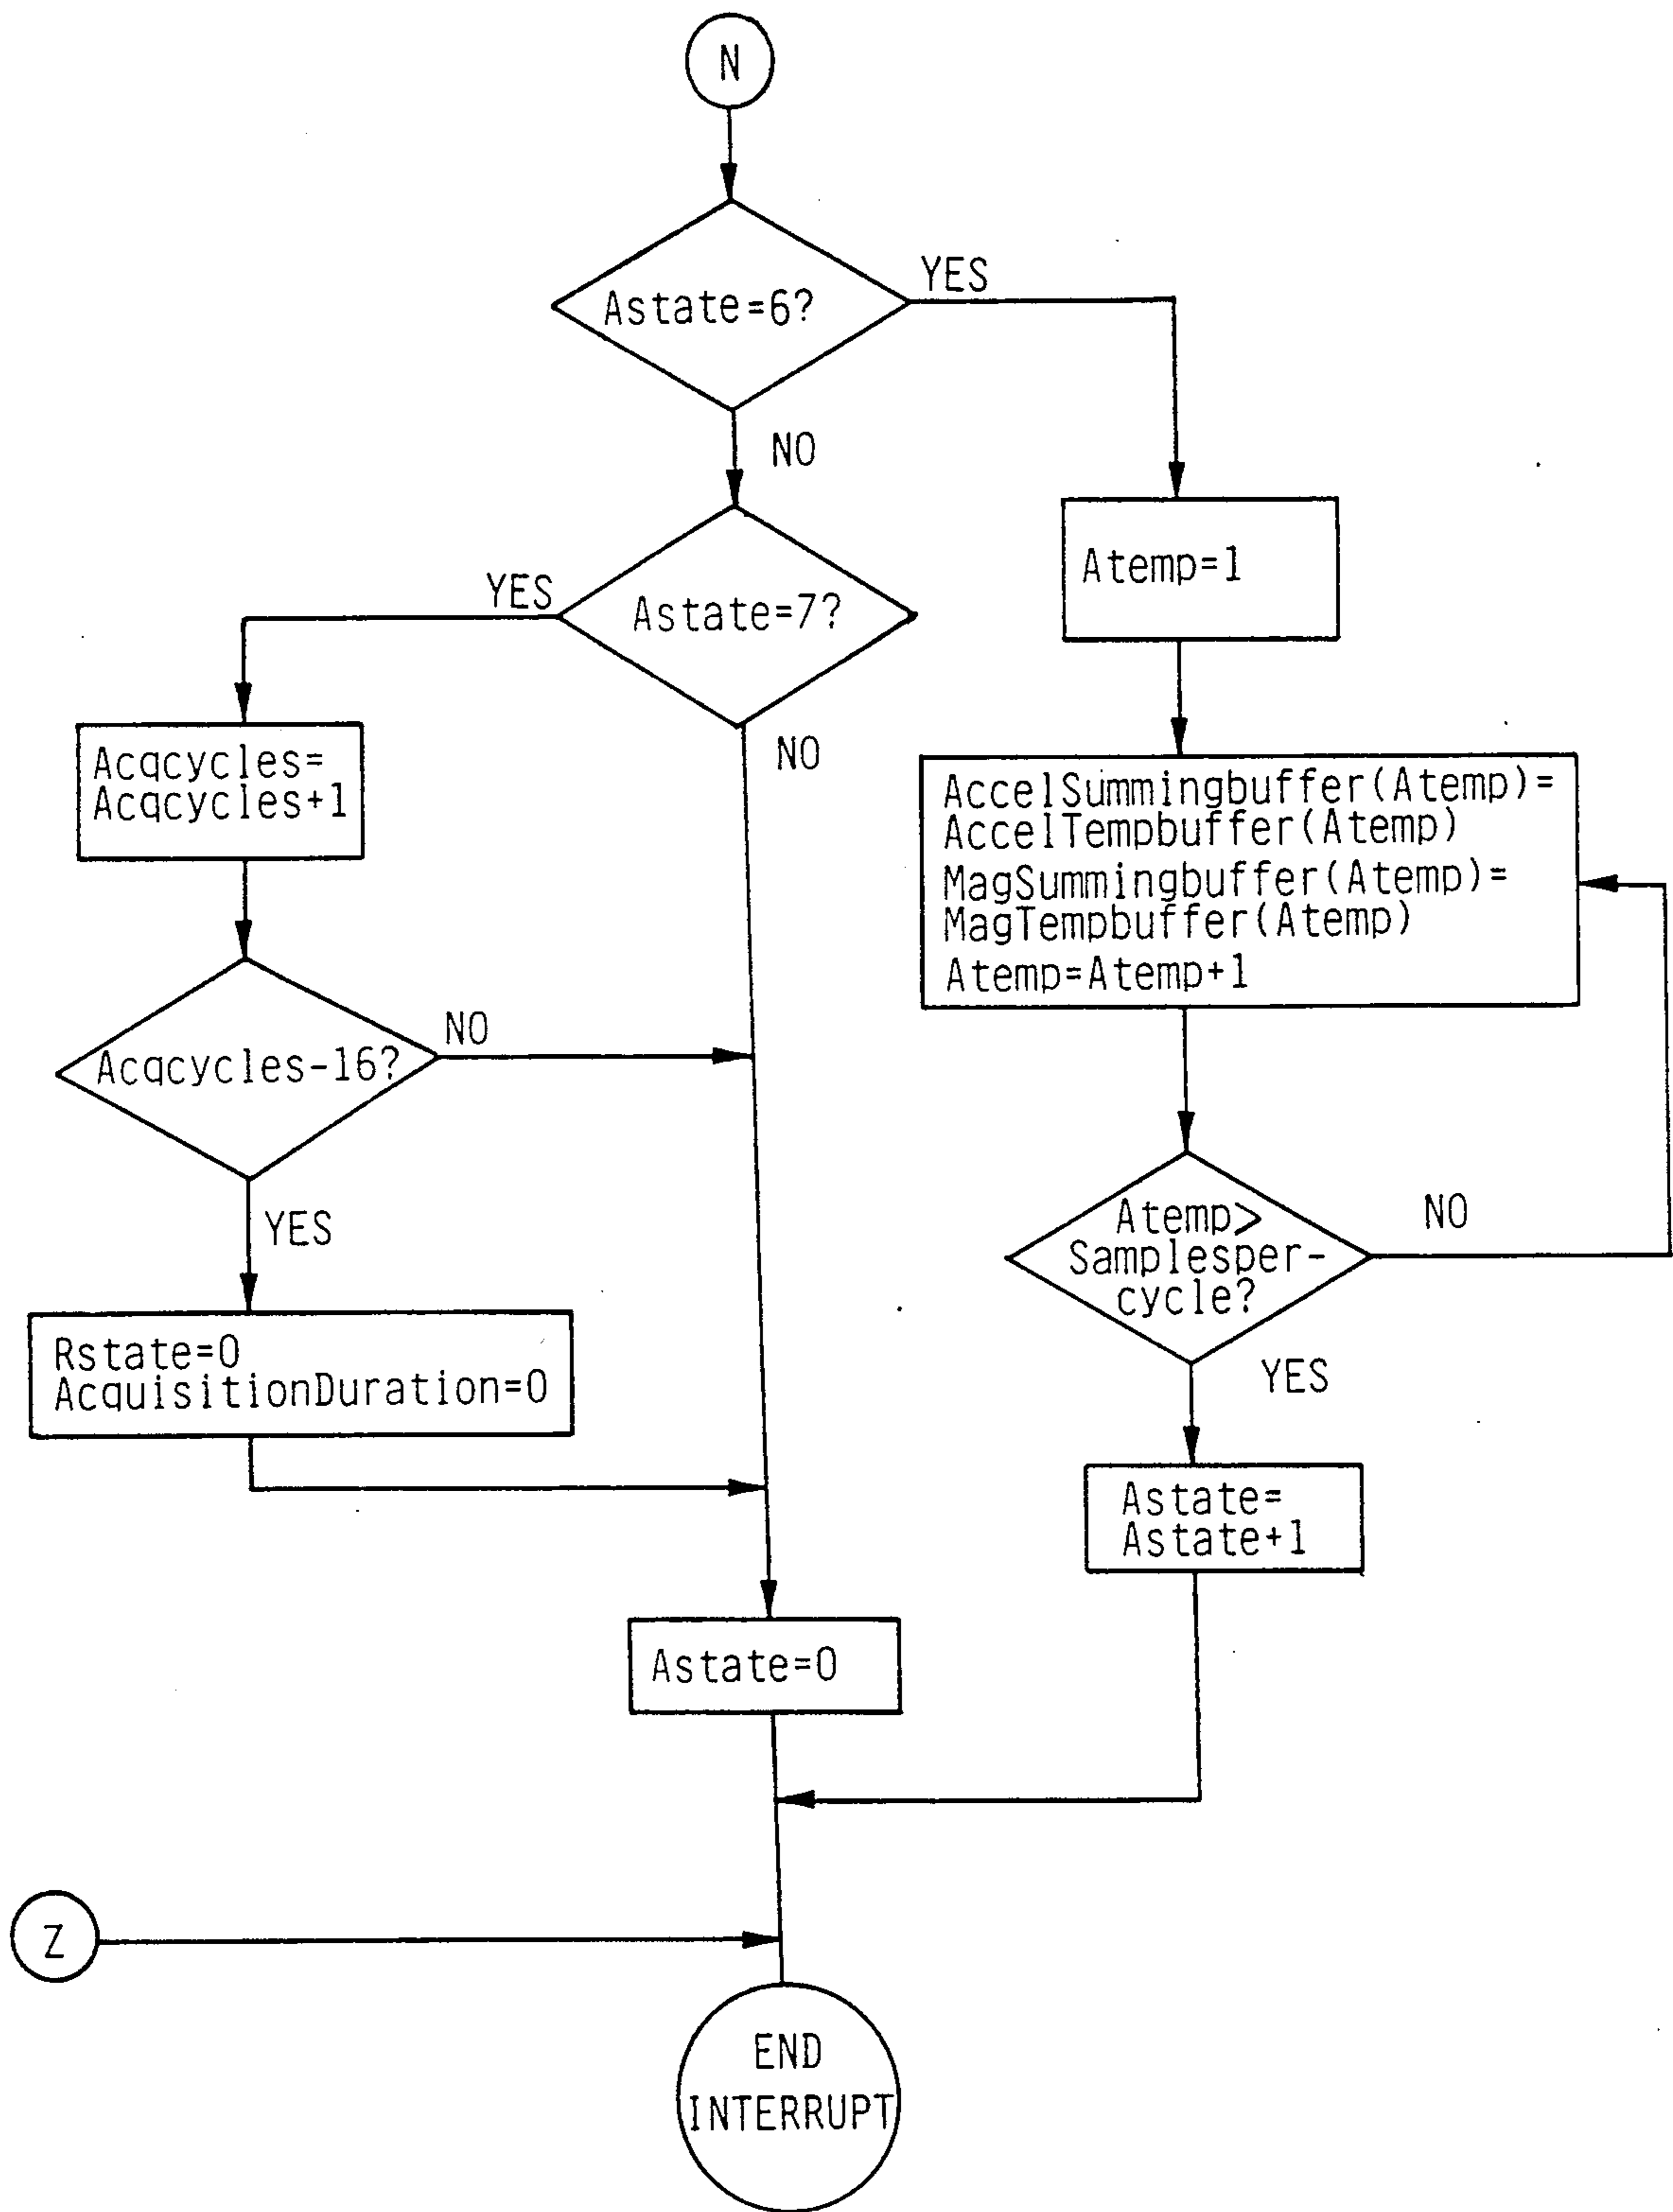 N
Astate=6?
YES
NO
Atemp=1
Astate=7?
YES
NO
Acqcycles=
Acqcycles+1
AccelSummingbuffer(Atemp)=
AccelTempbuffer(Atemp)
MagSummingbuffer(Atemp)=
MagTempbuffer(Atemp)
Atemp=Atemp+1
Acqcycles-16?
NO
YES
Atemp>
Samplesper-
cycle?
NO
YES
Rstate=0
AcquisitionDuration=0
Astate=
Astate+1
Astate=0
Z
END
INTERRUPT